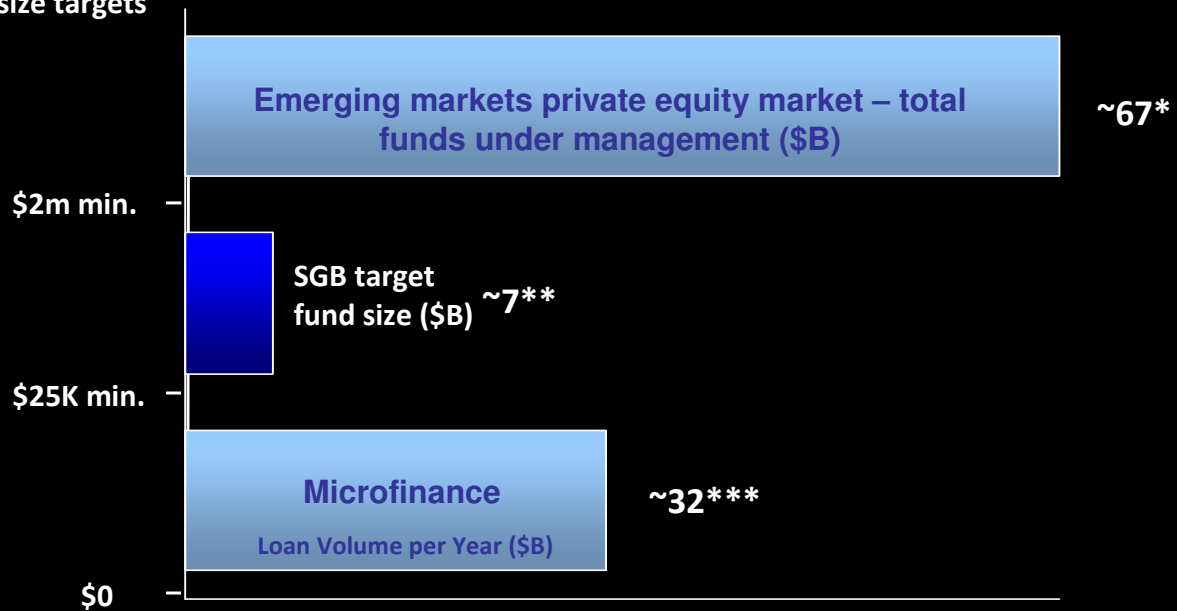 size targets
Emerging markets private equity market – total
funds under management ($B)
~67*
$2m min.
SGB target
fund size ($B) ~7**
$25K min.
Microfinance
~32***
Loan Volume per Year ($B)
$0